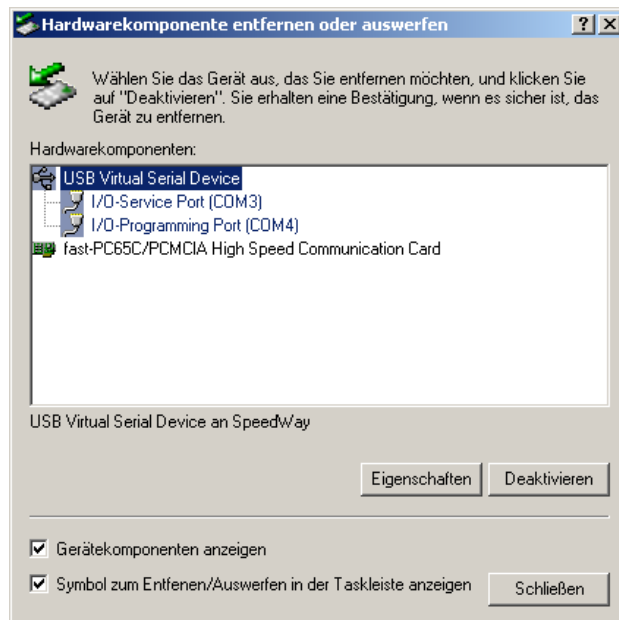 Hardwarekomponente entfernen oder auswerfen
Wählen Sie das Gerät aus, das Sie entfernen möchten, und klicken Sie
auf "Deaktivieren". Sie erhalten eine Bestätigung, wenn es sicher ist, das
Gerät zu entfernen.
Hardwarekomponenten:
USB Virtual Serial Device
I/O-Service Port (COM3)
I/O-Programming Port (COM4)
fast-PC65C/PCMCIA High Speed Communication Card
USB Virtual Serial Device an SpeedWay
Eigenschaften Deaktivieren
Gerätekomponenten anzeigen
Symbol zum Entfenen/Auswerfen in der Taskleiste anzeigen
Schließen